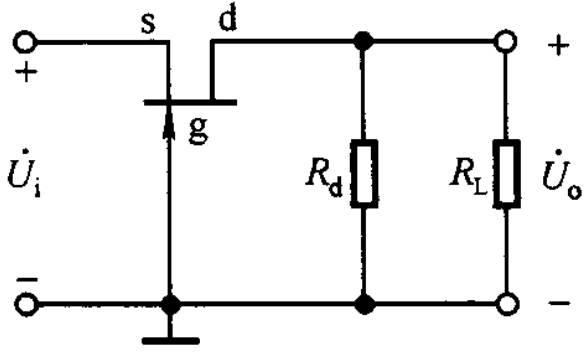 s d
+ +
g
U̇i Rd RL U̇o
− −